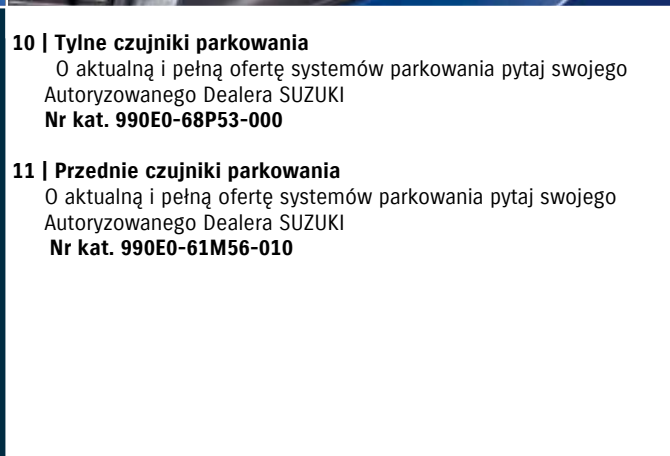 10 | Tylne czujniki parkowania
O aktualną i pełną ofertę systemów parkowania pytaj swojego
Autoryzowanego Dealera SUZUKI
Nr kat. 990E0-68P53-000
11 | Przednie czujniki parkowania
O aktualną i pełną ofertę systemów parkowania pytaj swojego
Autoryzowanego Dealera SUZUKI
Nr kat. 990E0-61M56-010